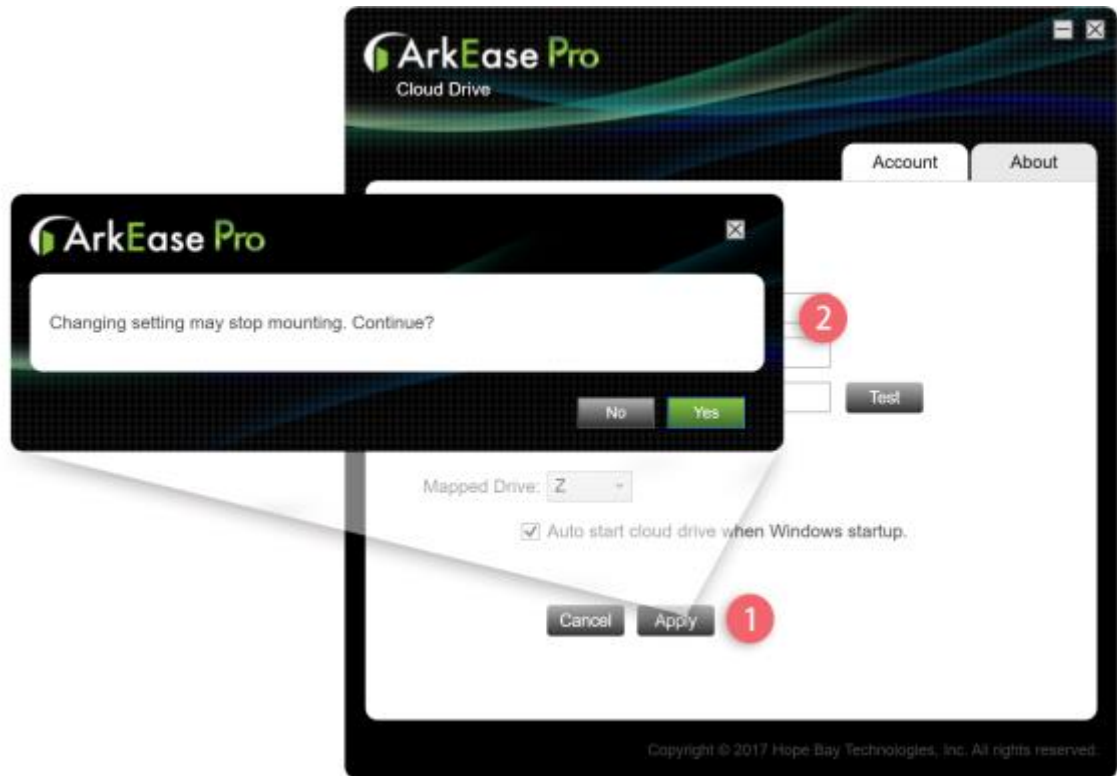 ArkEase Pro
Cloud Drive
Account
About
ArkEase Pro
Changing setting may stop mounting. Continue?
No
Yes
2
Test
Mapped Drive: Z
Auto start cloud drive when Windows startup.
Cancel
Apply
1
Copyright © 2017 Hope Bay Technologies, Inc. All rights reserved.